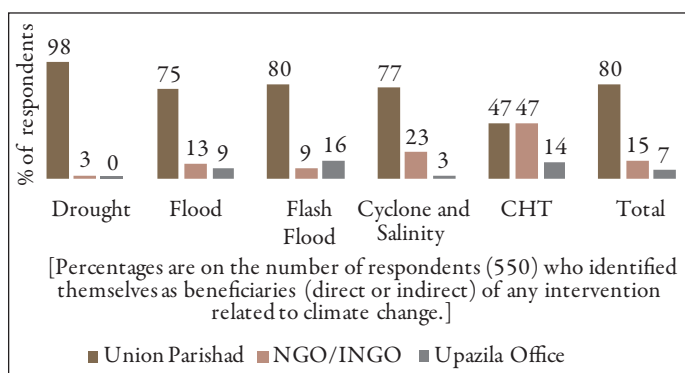 % of respondents
98 3 0
75 13 9
80 9 16
77 23 3
47 47 14
80 15 7
Drought Flood Flash Flood Cyclone and Salinity CHT Total
[Percentages are on the number of respondents (550) who identified
themselves as beneficiaries (direct or indirect) of any intervention
related to climate change.]
Union Parishad NGO/INGO Upazila Office